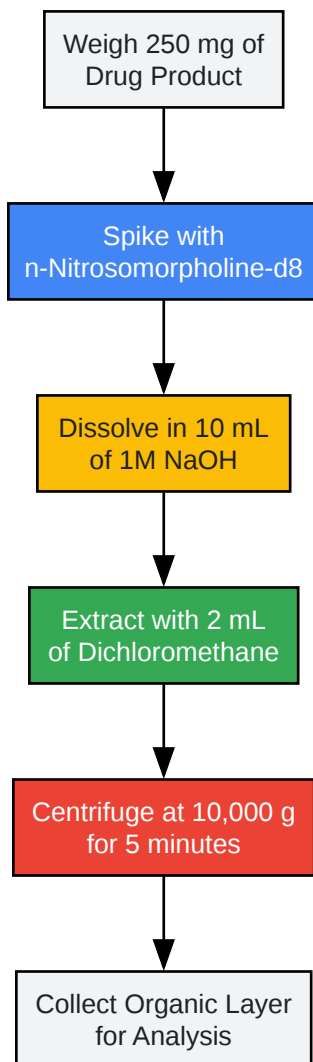 Weigh 250 mg of
Drug Product
Spike with
n-Nitrosomorpholine-d8
Dissolve in 10 mL
of 1M NaOH
Extract with 2 mL
of Dichloromethane
Centrifuge at 10,000 g
for 5 minutes
Collect Organic Layer
for Analysis